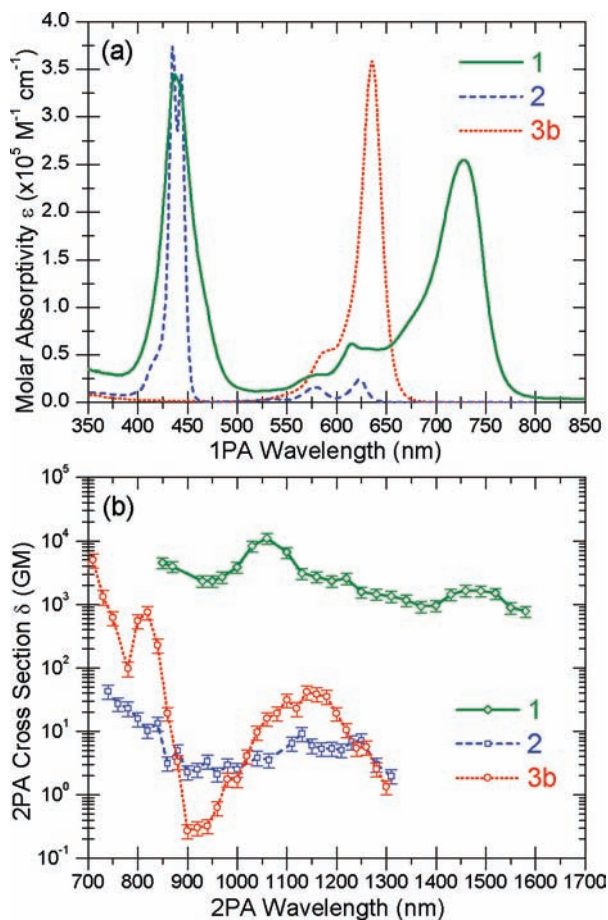 4.0
(a)
3.5
1
3.0
2
3b
2.5
2.0
1.5
1.0
0.5
0.0
Molar Absorptivity ε (x10⁵ M⁻¹ cm⁻¹)
350 400 450 500 550 600 650 700 750 800 850
1PA Wavelength (nm)
10⁵
(b)
10⁴
10³
10²
10¹
10⁰
10⁻¹
2PA Cross Section δ (GM)
1
2
3b
700 800 900 1000 1100 1200 1300 1400 1500 1600 1700
2PA Wavelength (nm)